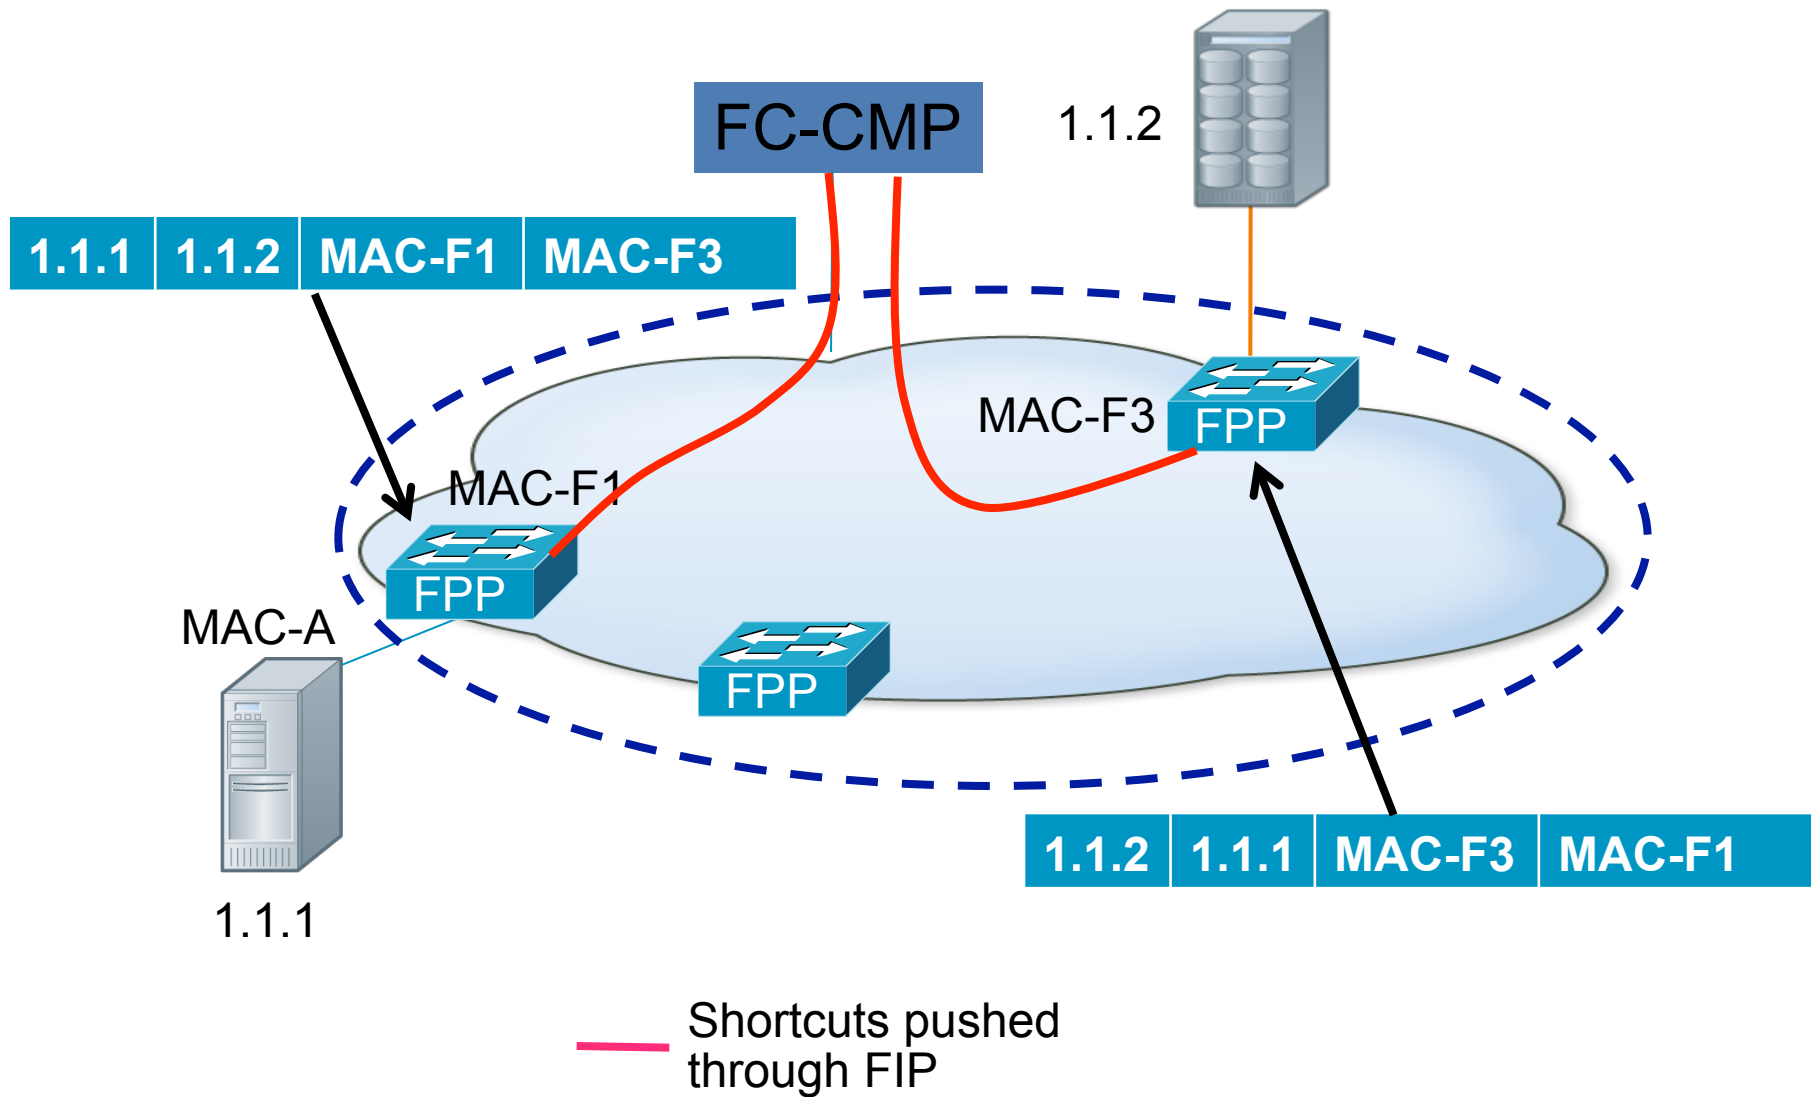 FC-CMP
1.1.2
1.1.1 1.1.2 MAC-F1 MAC-F3
MAC-F3
FPP
MAC-F1
FPP
MAC-A
FPP
1.1.2 1.1.1 MAC-F3 MAC-F1
1.1.1
Shortcuts pushed
through FIP